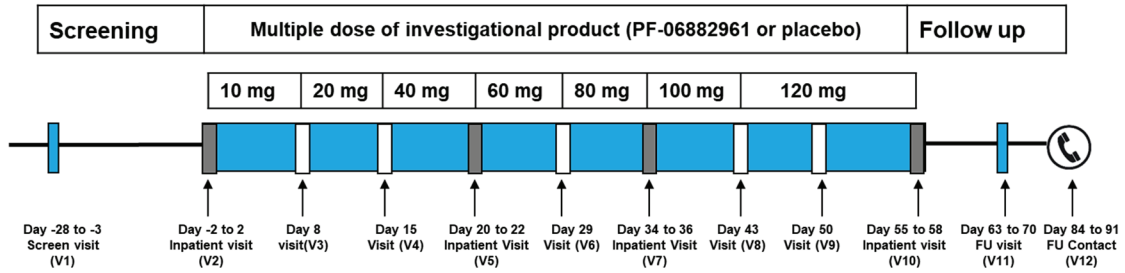 Screening
Multiple dose of investigational product (PF-06882961 or placebo)
Follow up
10 mg
20 mg
40 mg
60 mg
80 mg
100 mg
120 mg
Day -28 to -3
Screen visit
(V1)
Day -2 to 2
Inpatient visit
(V2)
Day 8
visit(V3)
Day 15
Visit (V4)
Day 20 to 22
Inpatient Visit
(V5)
Day 29
Visit (V6)
Day 34 to 36
Inpatient Visit
(V7)
Day 43
Visit (V8)
Day 50
Visit (V9)
Day 55 to 58
Inpatient visit
(V10)
Day 63 to 70
FU visit
(V11)
Day 84 to 91
FU Contact
(V12)